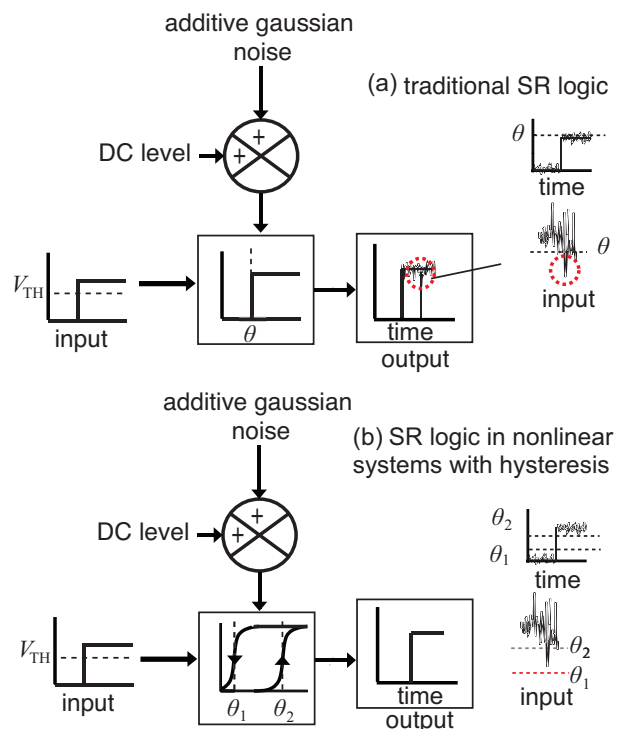 additive gaussian
noise
(a) traditional SR logic
+
+
DC level
θ
time
θ
input
V_TH
input
θ
time
output
additive gaussian
noise
(b) SR logic in nonlinear
systems with hysteresis
+
+
DC level
θ₂
θ₁
time
θ₂
θ₁
input
V_TH
input
θ₁ θ₂
time
output